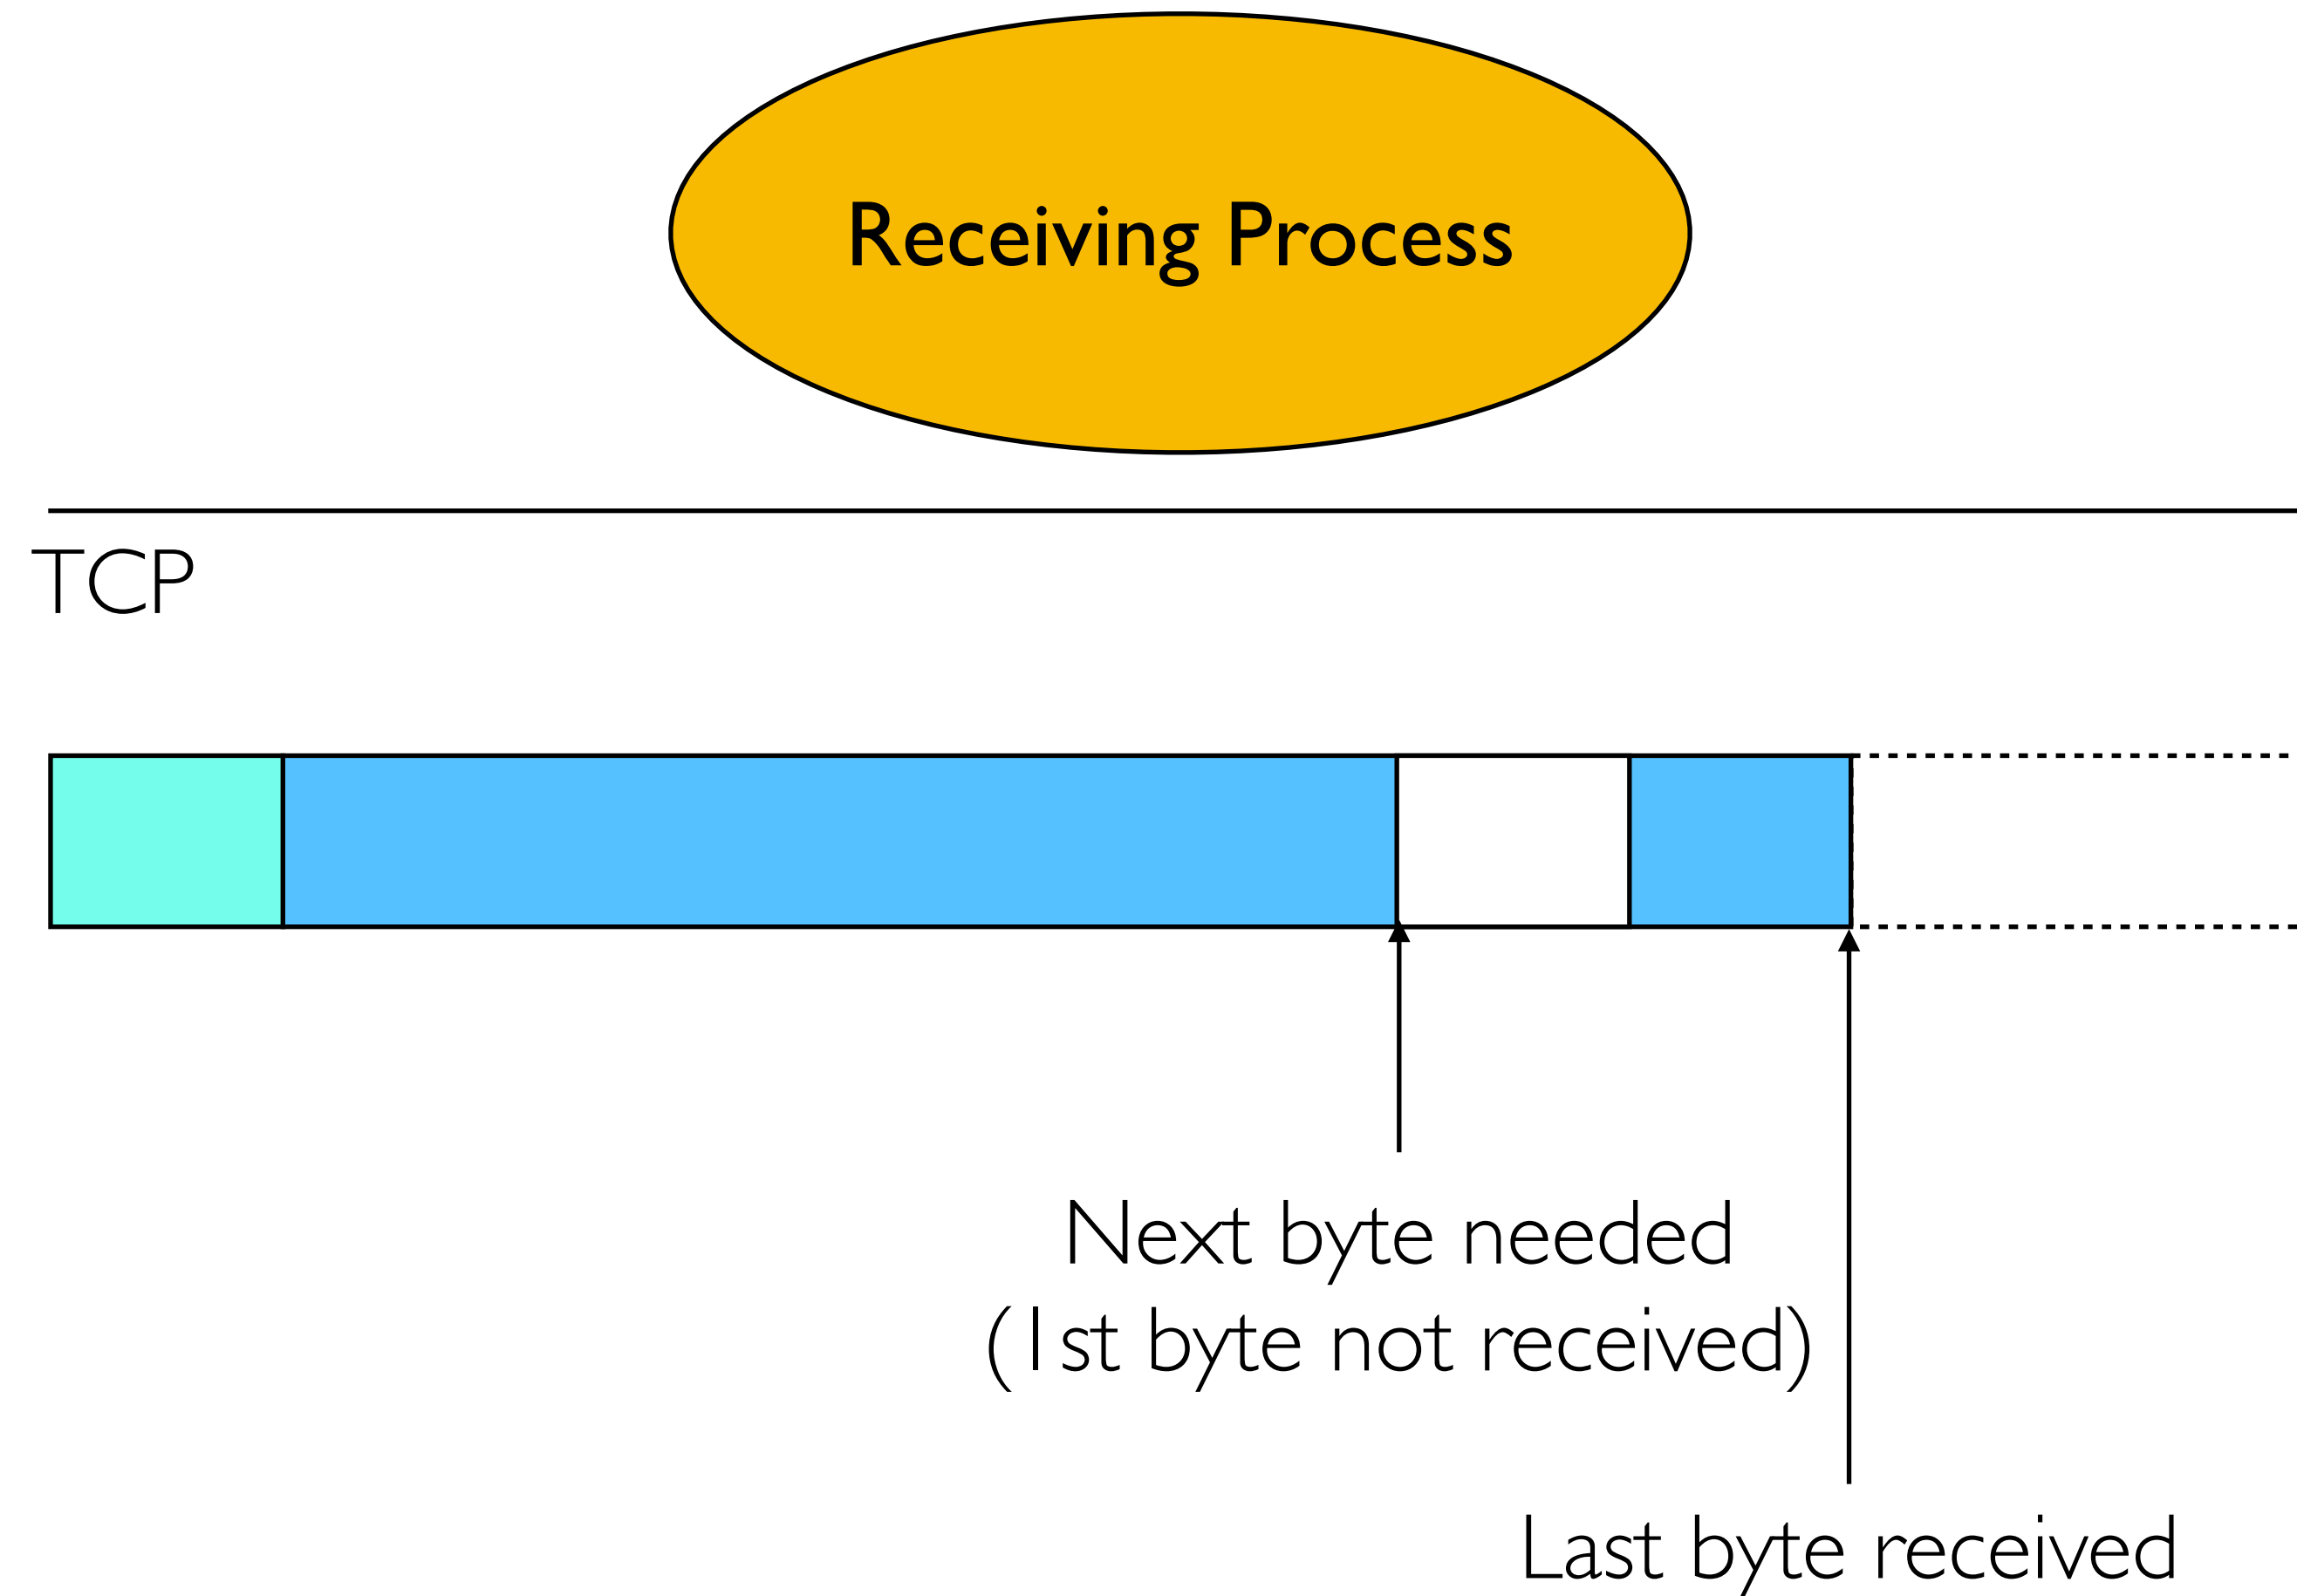 Receiving Process
TCP
Next byte needed
(1st byte not received)
Last byte received